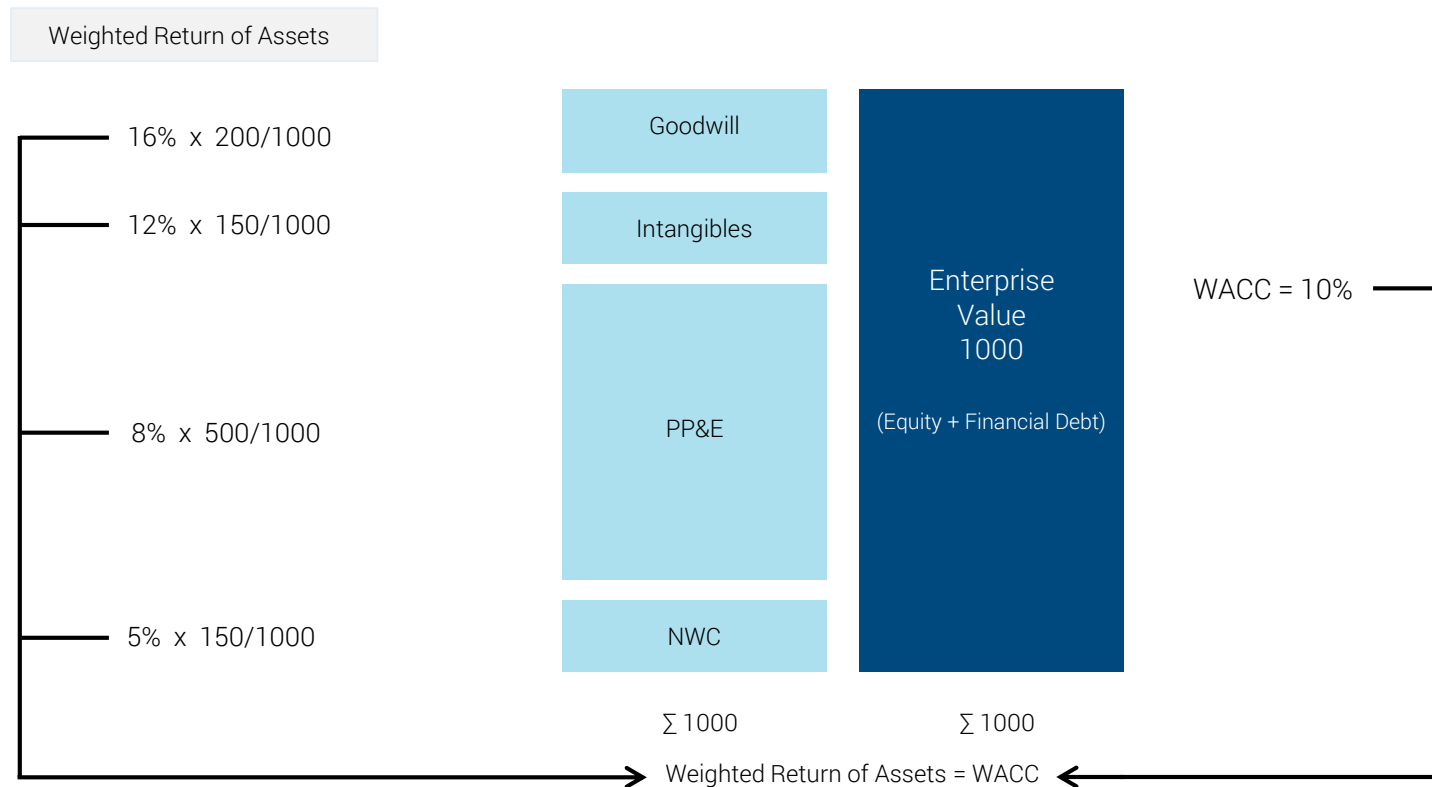 Weighted Return of Assets
16% x 200/1000
Goodwill
12% x 150/1000
Intangibles
Enterprise
Value
1000
(Equity + Financial Debt)
WACC = 10%
8% x 500/1000
PP&E
5% x 150/1000
NWC
∑ 1000
∑ 1000
Weighted Return of Assets = WACC